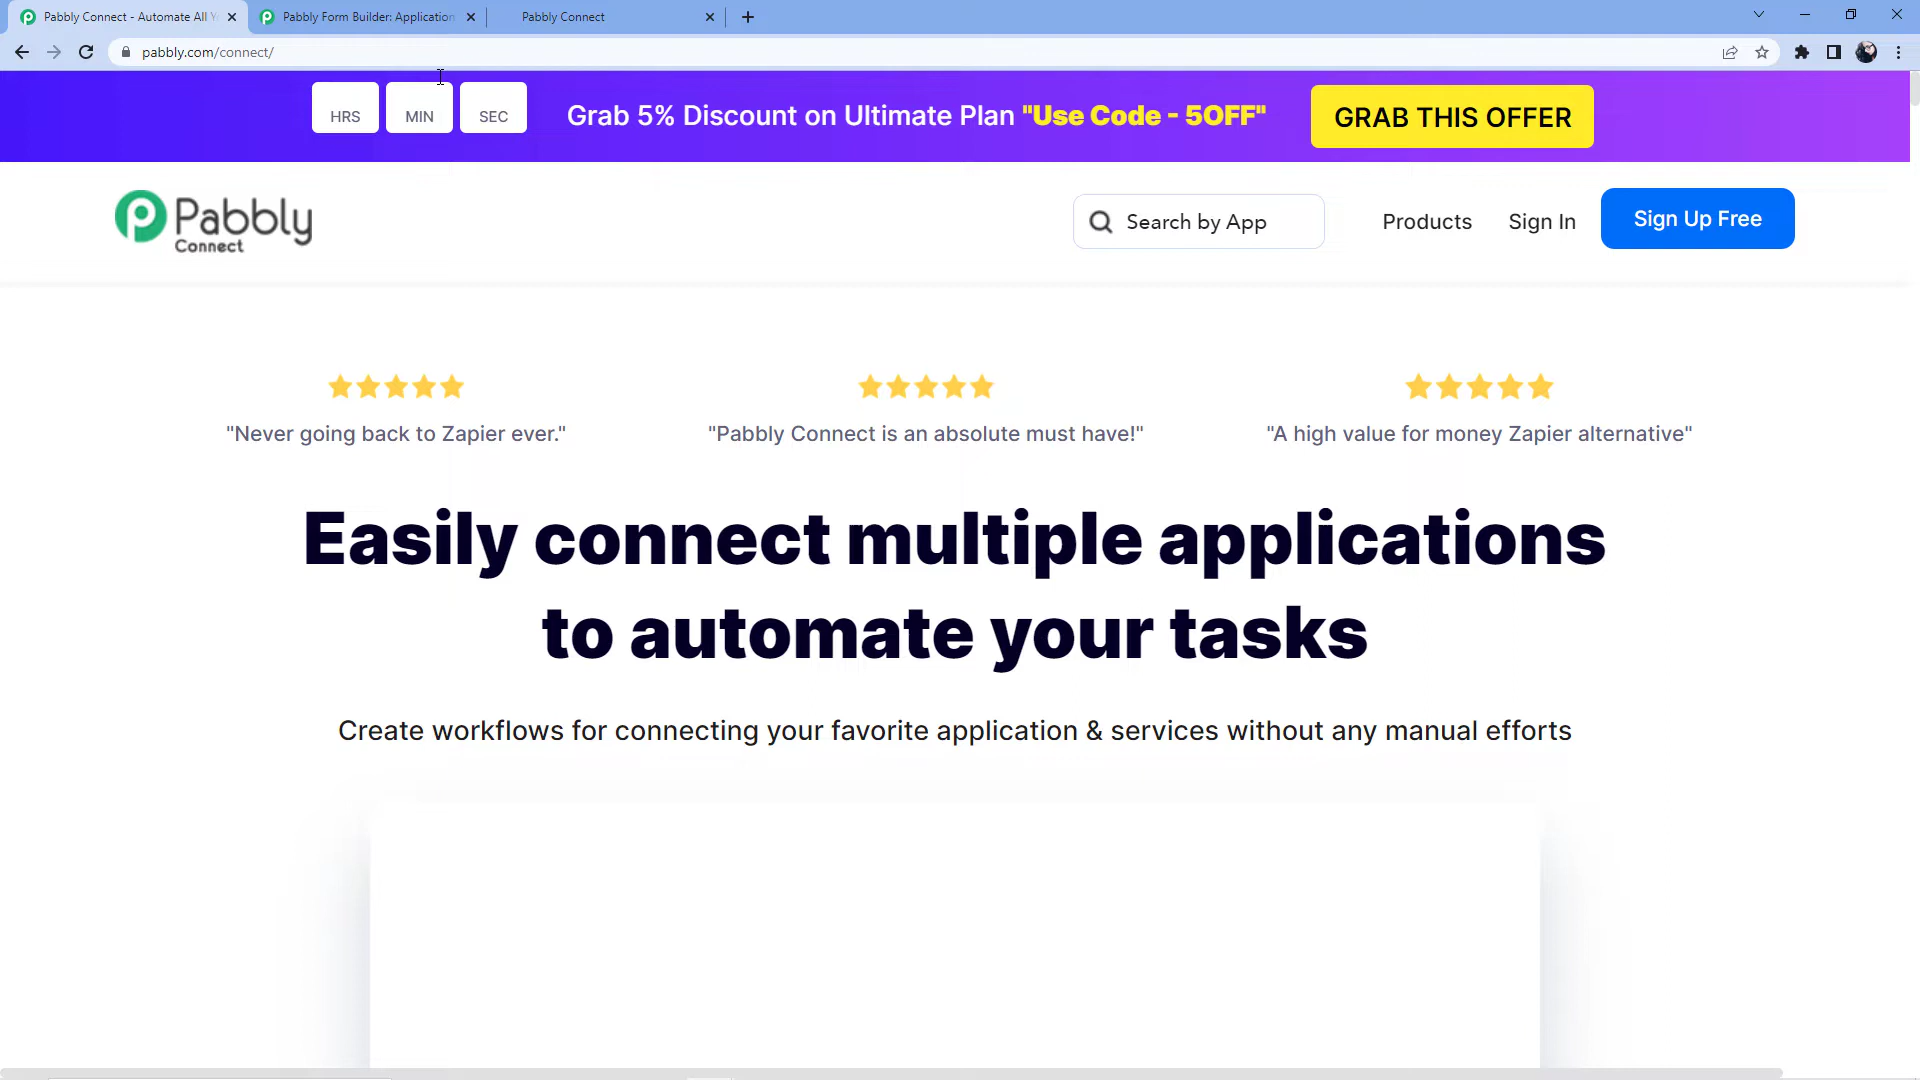 Pabbly Connect - Automate All Y
Pabbly Form Builder: Application
Pabbly Connect
pabbly.com/connect/
HRS
MIN
SEC
Grab 5% Discount on Ultimate Plan "Use Code - 5OFF"
GRAB THIS OFFER
Pabbly
Connect
Search by App
Products
Sign In
Sign Up Free
"Never going back to Zapier ever."
"Pabbly Connect is an absolute must have!"
"A high value for money Zapier alternative"
Easily connect multiple applications
to automate your tasks
Create workflows for connecting your favorite application & services without any manual efforts